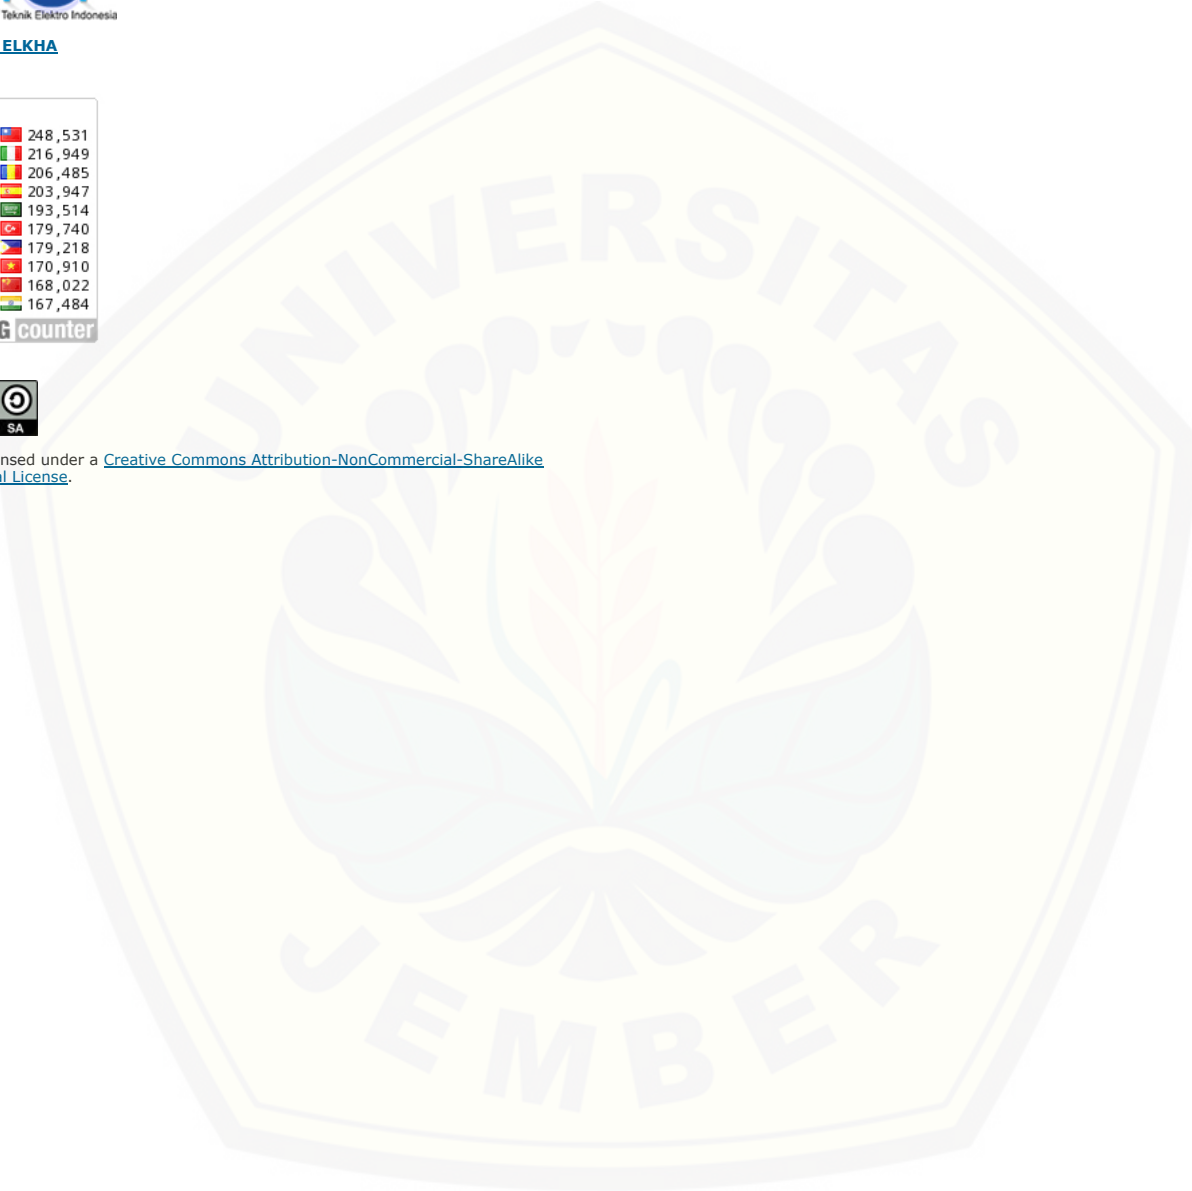 Teknik Elektro Indonesia
ELKHA
248,531
216,949
206,485
203,947
193,514
179,740
179,218
170,910
168,022
167,484
G counter
SA
nsed under a Creative Commons Attribution-NonCommercial-ShareAlike
al License.
UNIVERSITAS
JEMBER